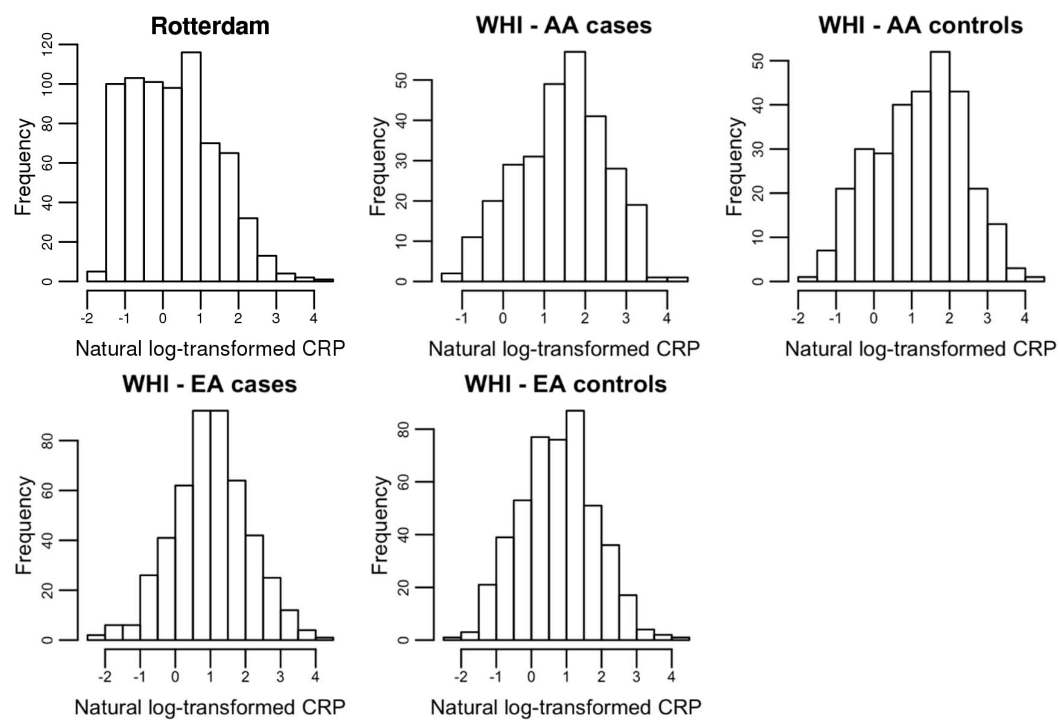 Rotterdam
Frequency
0 20 40 60 80 100 120
-2 -1 0 1 2 3 4
Natural log-transformed CRP
WHI - AA cases
Frequency
0 10 20 30 40 50
-1 0 1 2 3 4
Natural log-transformed CRP
WHI - AA controls
Frequency
0 10 20 30 40 50
-2 -1 0 1 2 3 4
Natural log-transformed CRP
WHI - EA cases
Frequency
0 20 40 60 80
-2 -1 0 1 2 3 4
Natural log-transformed CRP
WHI - EA controls
Frequency
0 20 40 60 80
-2 -1 0 1 2 3 4
Natural log-transformed CRP